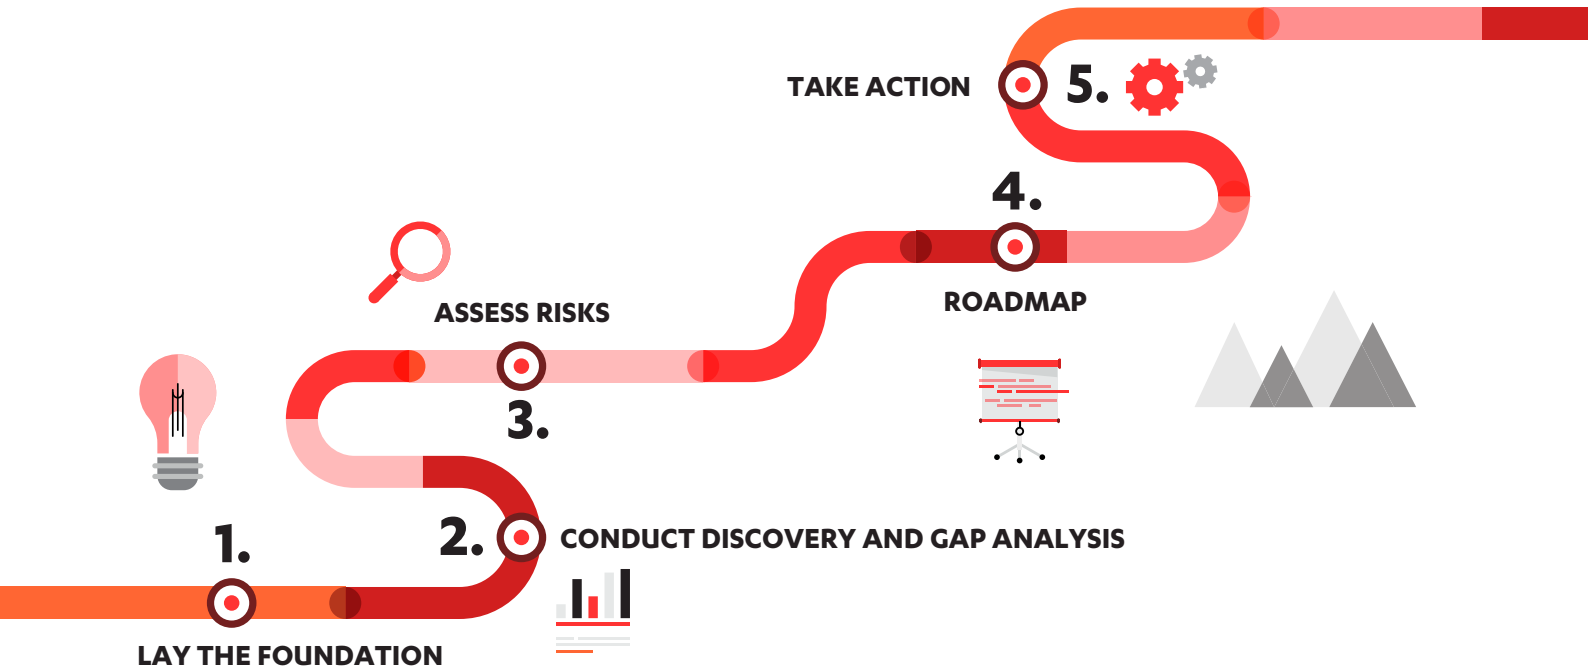 1.
LAY THE FOUNDATION
2.
CONDUCT DISCOVERY AND GAP ANALYSIS
ASSESS RISKS
3.
4.
ROADMAP
TAKE ACTION
5.